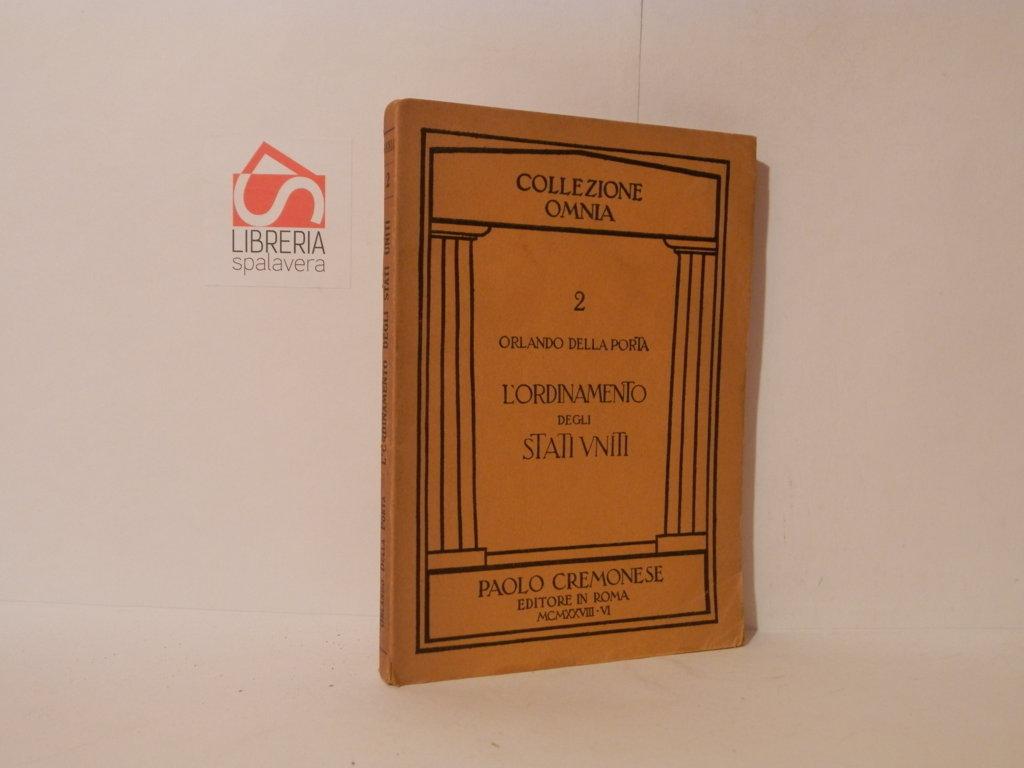 LIBRERIA
spalavera
COLLEZIONE
OMNIA
2
ORLANDO DELLA PORTA
L'ORDINAMENTO
DEGLI
STATI VNITI
PAOLO CREMONESE
EDITORE IN ROMA
MCMXXVIII·VI
ORLANDO DELLA PORTA L'ORDINAMENTO DEGLI STATI UNITI 2